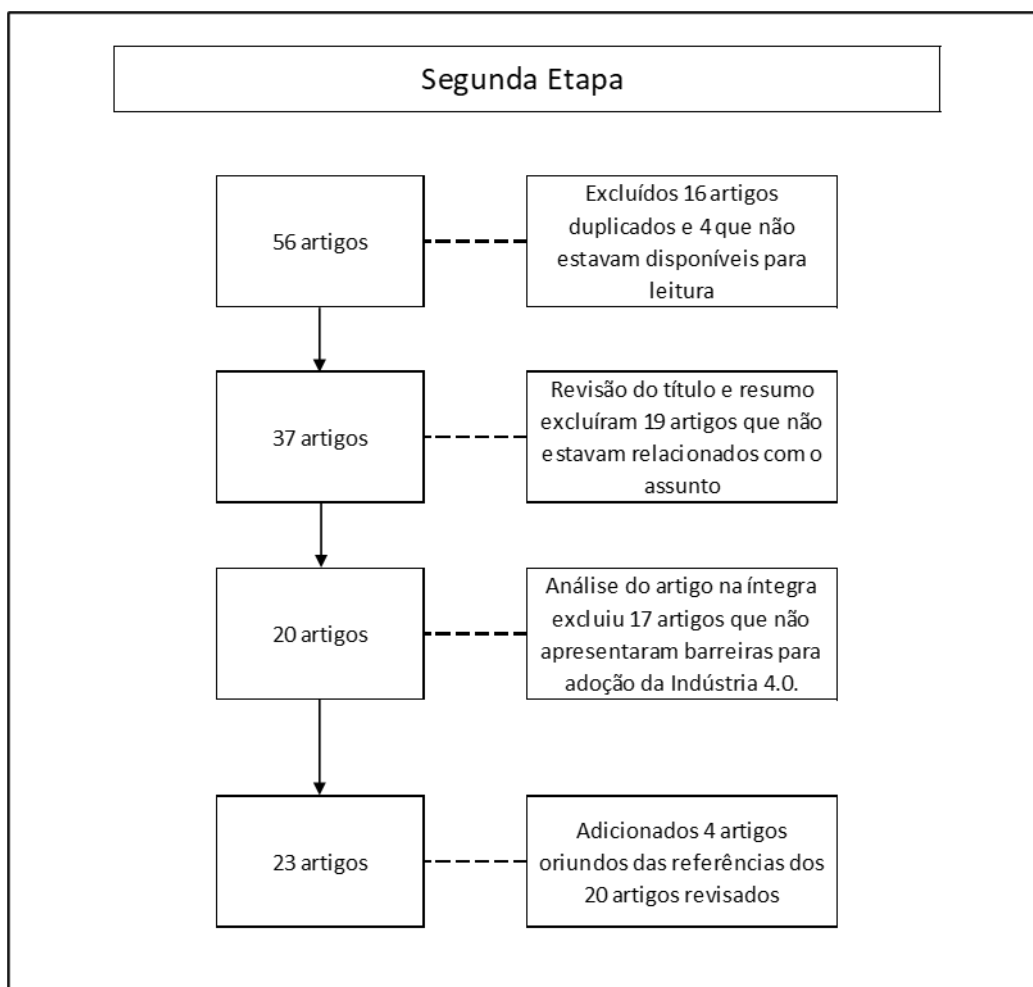 Segunda Etapa
56 artigos
Excluídos 16 artigos
duplicados e 4 que não
estavam disponíveis para
leitura
37 artigos
Revisão do título e resumo
excluíram 19 artigos que não
estavam relacionados com o
assunto
20 artigos
Análise do artigo na íntegra
excluiu 17 artigos que não
apresentaram barreiras para
adoção da Indústria 4.0.
23 artigos
Adicionados 4 artigos
oriundos das referências dos
20 artigos revisados